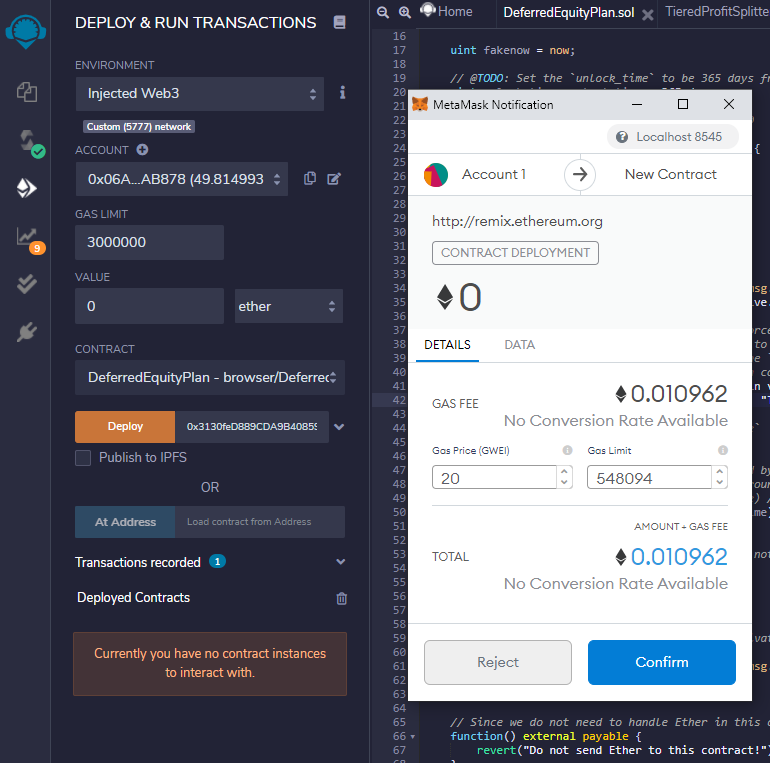 DEPLOY & RUN TRANSACTIONS
ENVIRONMENT
Injected Web3
Custom (5777) network
ACCOUNT
0x06A...AB878 (49.814993
GAS LIMIT
3000000
VALUE
0
ether
CONTRACT
DeferredEquityPlan - browser/Deferre
Deploy
0x3130feD889CDA9B40859
Publish to IPFS
OR
At Address
Load contract from Address
Transactions recorded 1
Deployed Contracts
Currently you have no contract instances
to interact with.
9
Home
DeferredEquityPlan.sol
TieredProfitSplitte
16
17 uint fakenow = now;
18
19 // @TODO: Set the `unlock_time` to be 365 days f
20
21
22
23
24 {
25
26
27
28
29
30
31
32
33
34 msg
35 ve.
36
37 orce
38 to
39
40
41 n v
42 "
43
44
45
46
47
48
49 ) /
50 ime)
51
52
53 not
54
55
56
57
58
59 ivat
60
61 msg
62
63
64
65 // Since we do not need to handle Ether in this
66 function() external payable {
67 revert("Do not send Ether to this contract!")
68
MetaMask Notification
Localhost 8545
Account 1
New Contract
http://remix.ethereum.org
CONTRACT DEPLOYMENT
0
DETAILS
DATA
GAS FEE
0.010962
No Conversion Rate Available
Gas Price (GWEI)
Gas Limit
20
548094
AMOUNT + GAS FEE
TOTAL
0.010962
No Conversion Rate Available
Reject
Confirm